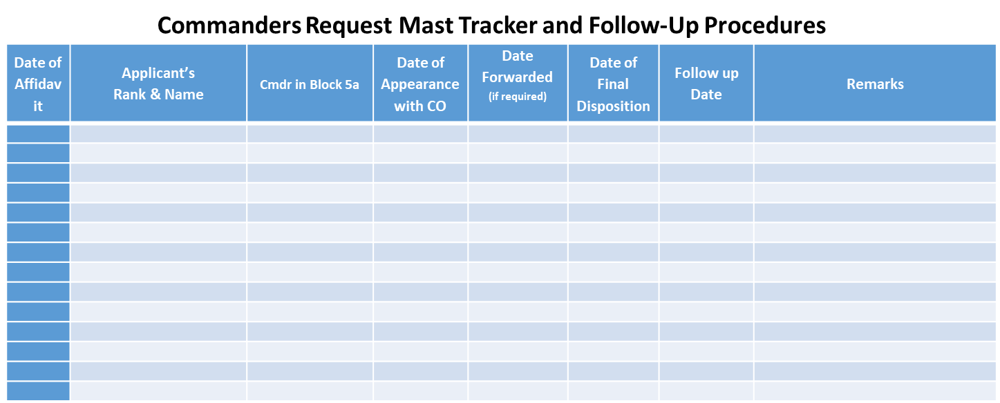 Commanders Request Mast Tracker and Follow-Up Procedures
Date of
Affidav
it
Applicant’s
Rank & Name
Cmdr in Block 5a
Date of
Appearance
with CO
Date
Forwarded
(if required)
Date of
Final
Disposition
Follow up
Date
Remarks